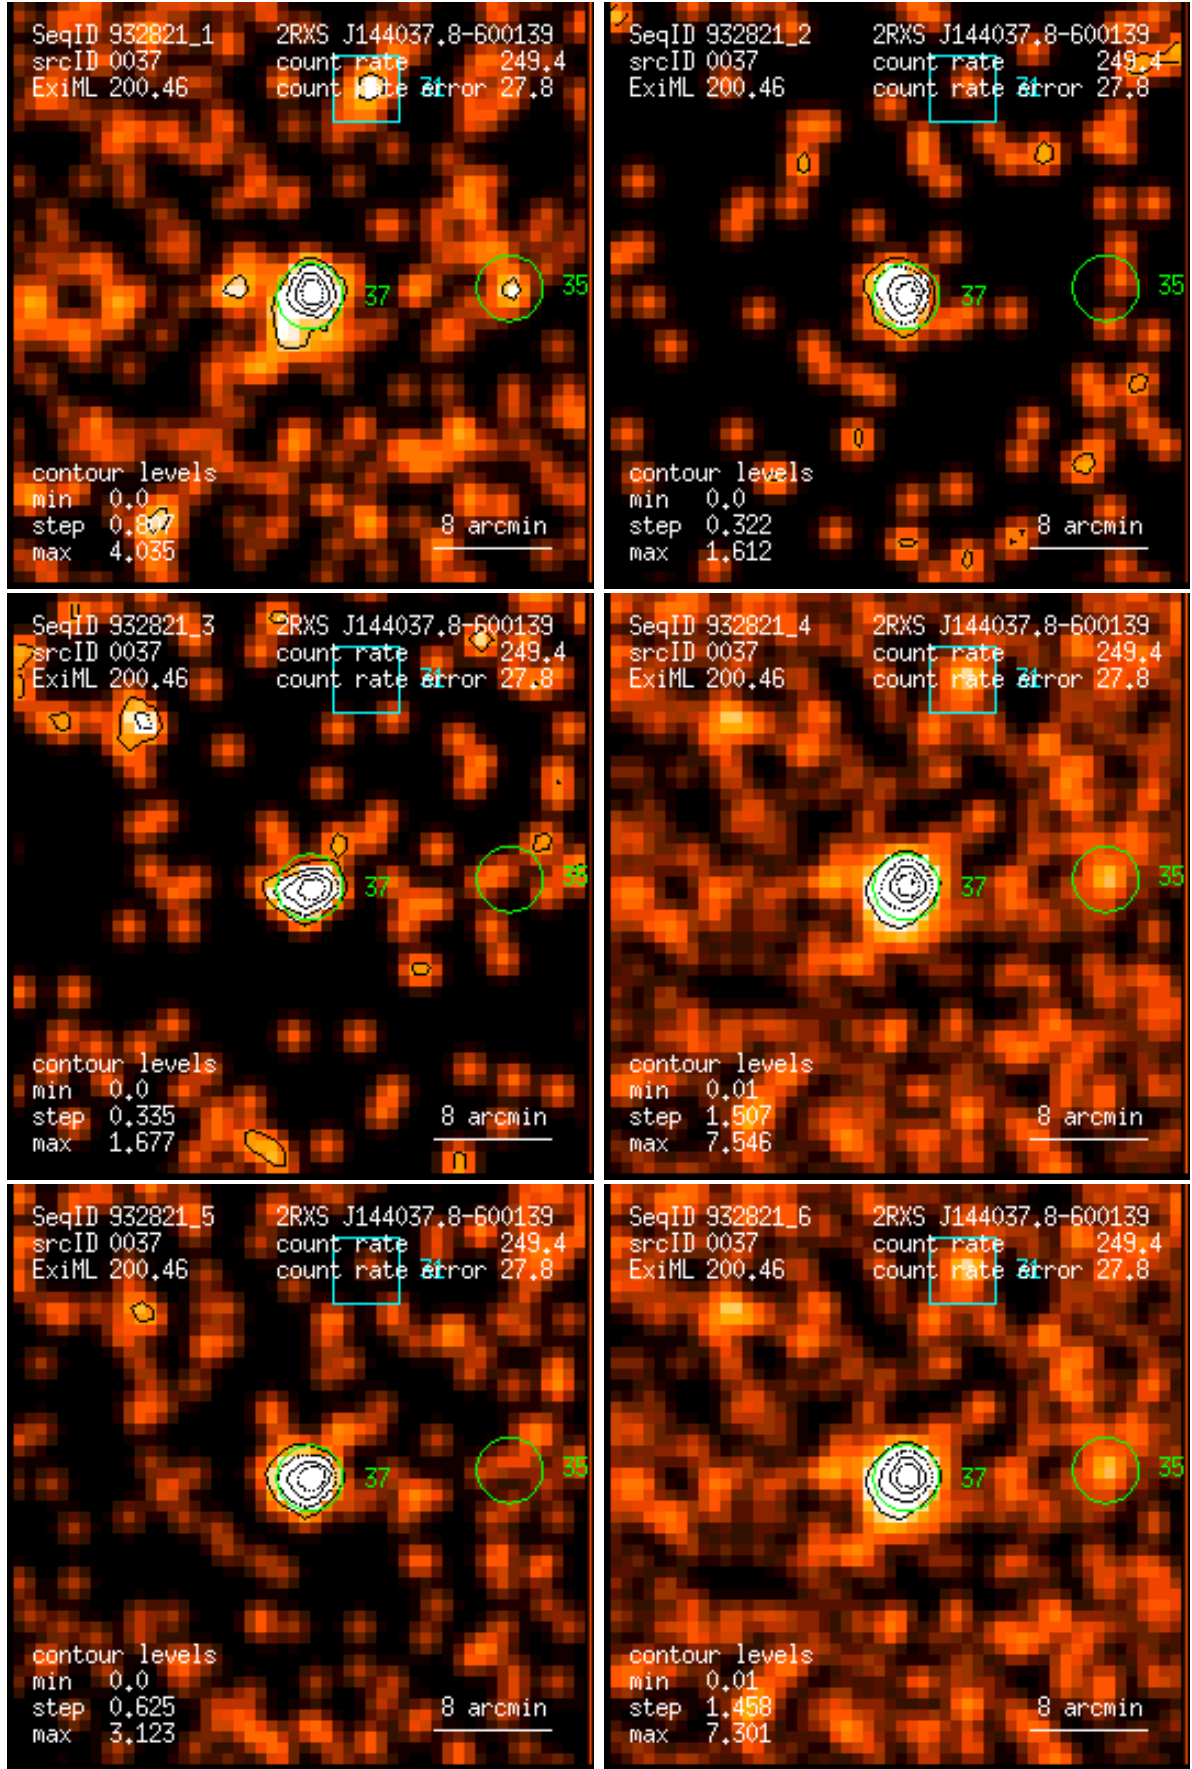 SeqID 932821_1 2RXS J144037.8-600139
srcID 0037 count rate 249.4
ExiML 200.46 count rate error 27.8
31
37
35
contour levels
min 0.0
step 0.807
max 4.035
8 arcmin
SeqID 932821_2 2RXS J144037.8-600139
srcID 0037 count rate 249.4
ExiML 200.46 count rate error 27.8
31
37
35
contour levels
min 0.0
step 0.322
max 1.612
8 arcmin
SeqID 932821_3 2RXS J144037.8-600139
srcID 0037 count rate 249.4
ExiML 200.46 count rate error 27.8
31
37
35
contour levels
min 0.0
step 0.335
max 1.677
8 arcmin
SeqID 932821_4 2RXS J144037.8-600139
srcID 0037 count rate 249.4
ExiML 200.46 count rate error 27.8
31
37
35
contour levels
min 0.01
step 1.507
max 7.546
8 arcmin
SeqID 932821_5 2RXS J144037.8-600139
srcID 0037 count rate 249.4
ExiML 200.46 count rate error 27.8
31
37
35
contour levels
min 0.0
step 0.625
max 3.123
8 arcmin
SeqID 932821_6 2RXS J144037.8-600139
srcID 0037 count rate 249.4
ExiML 200.46 count rate error 27.8
31
37
35
contour levels
min 0.01
step 1.458
max 7.301
8 arcmin